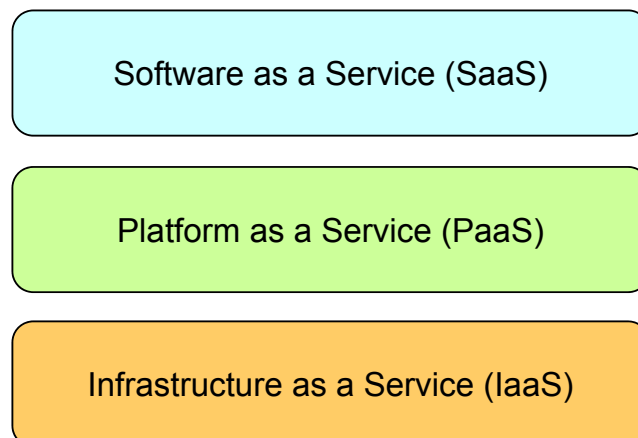 Software as a Service (SaaS)
Platform as a Service (PaaS)
Infrastructure as a Service (IaaS)